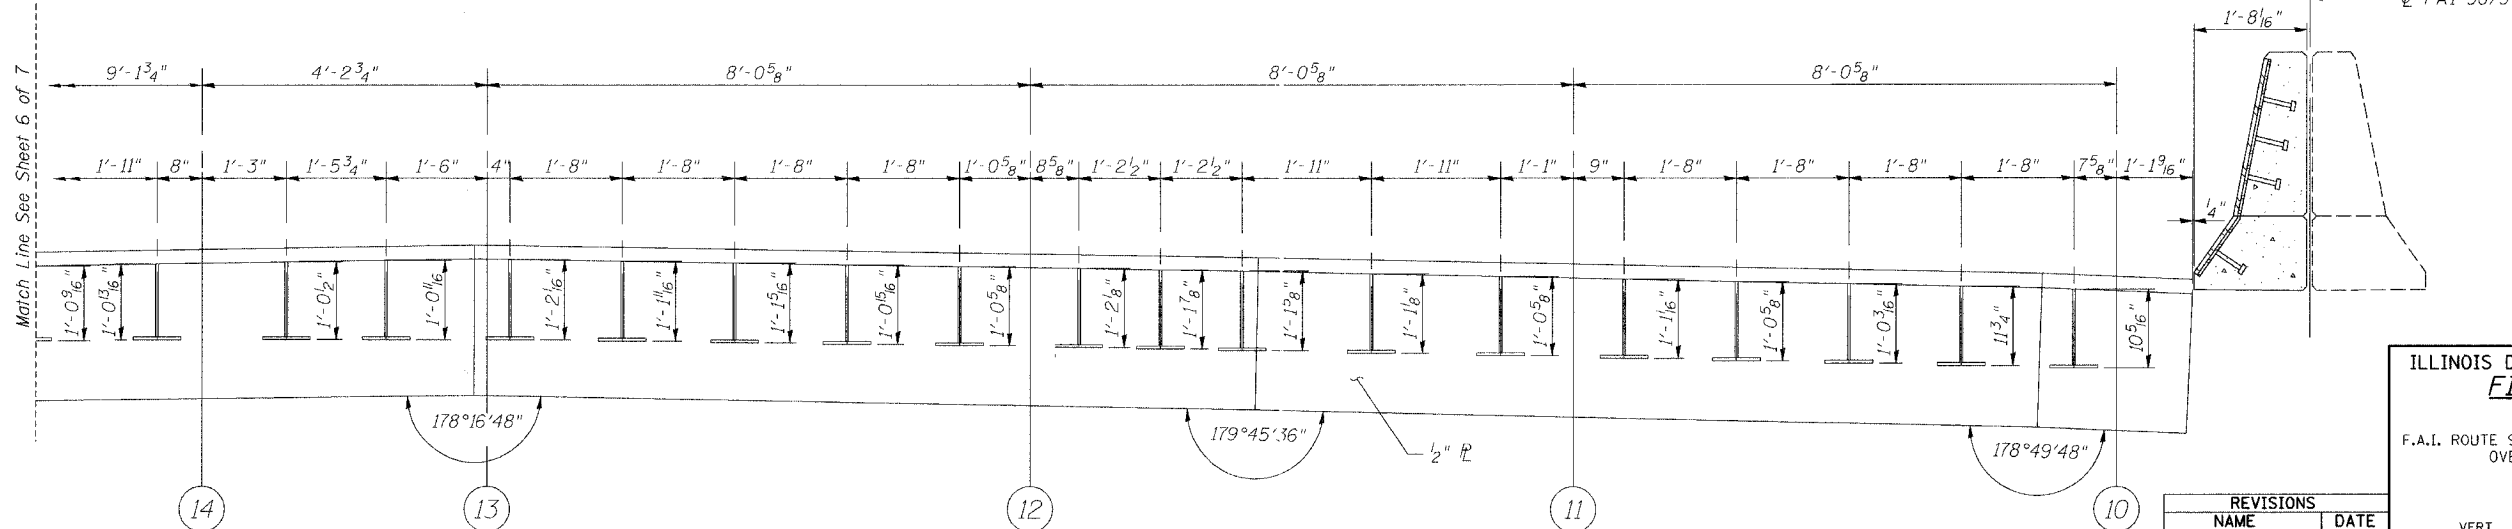 1'-8 1/16"
9'-1 3/4" 4'-2 3/4" 8'-0 5/8" 8'-0 5/8" 8'-0 5/8"
Match Line See Sheet 6 of 7
1'-11" 8" 1'-3" 1'-5 3/4" 1'-6" 4" 1'-8" 1'-8" 1'-8" 1'-8" 1'-0 5/8" 8 5/8" 1'-2 1/2" 1'-2 1/2" 1'-11" 1'-11" 1'-1" 9" 1'-8" 1'-8" 1'-8" 1'-8" 7 5/8" 1'-1 9/16"
1/4"
1'-0 9/16" 1'-0 13/16" 1'-0 1/2" 1'-0 11/16" 1'-2 1/16" 1'-1 11/16" 1'-1 5/16" 1'-0 15/16" 1'-0 5/8" 1'-2 1/8" 1'-1 7/8" 1'-1 5/8" 1'-1 1/8" 1'-0 5/8" 1'-1 1/16" 1'-0 5/8" 1'-0 3/16" 11 3/4" 10 5/16"
178°16'48" 179°45'36" 178°49'48"
1/2" ℙL
14 13 12 11 10
ILLINOIS D
F.A.I. ROUTE
OVE
REVISIONS
NAME DATE
VERT.